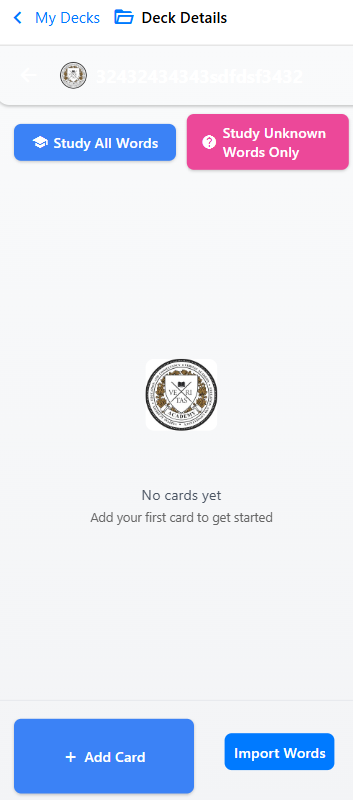 My Decks Deck Details
32432434343sdfdsf3432
Study All Words
Study Unknown
Words Only
VE RI
TAS
ACADEMY
No cards yet
Add your first card to get started
+ Add Card
Import Words